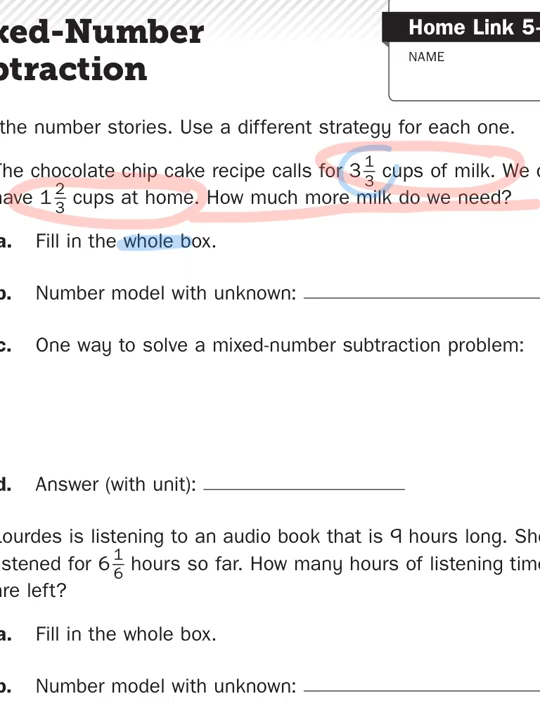 xed-Number
btraction
Home Link 5-
NAME
the number stories. Use a different strategy for each one.
The chocolate chip cake recipe calls for 3 1/3 cups of milk. We o
have 1 2/3 cups at home. How much more milk do we need?
a. Fill in the whole box.
b. Number model with unknown:
c. One way to solve a mixed-number subtraction problem:
d. Answer (with unit):
Lourdes is listening to an audio book that is 9 hours long. She
istened for 6 1/6 hours so far. How many hours of listening time
are left?
a. Fill in the whole box.
b. Number model with unknown: